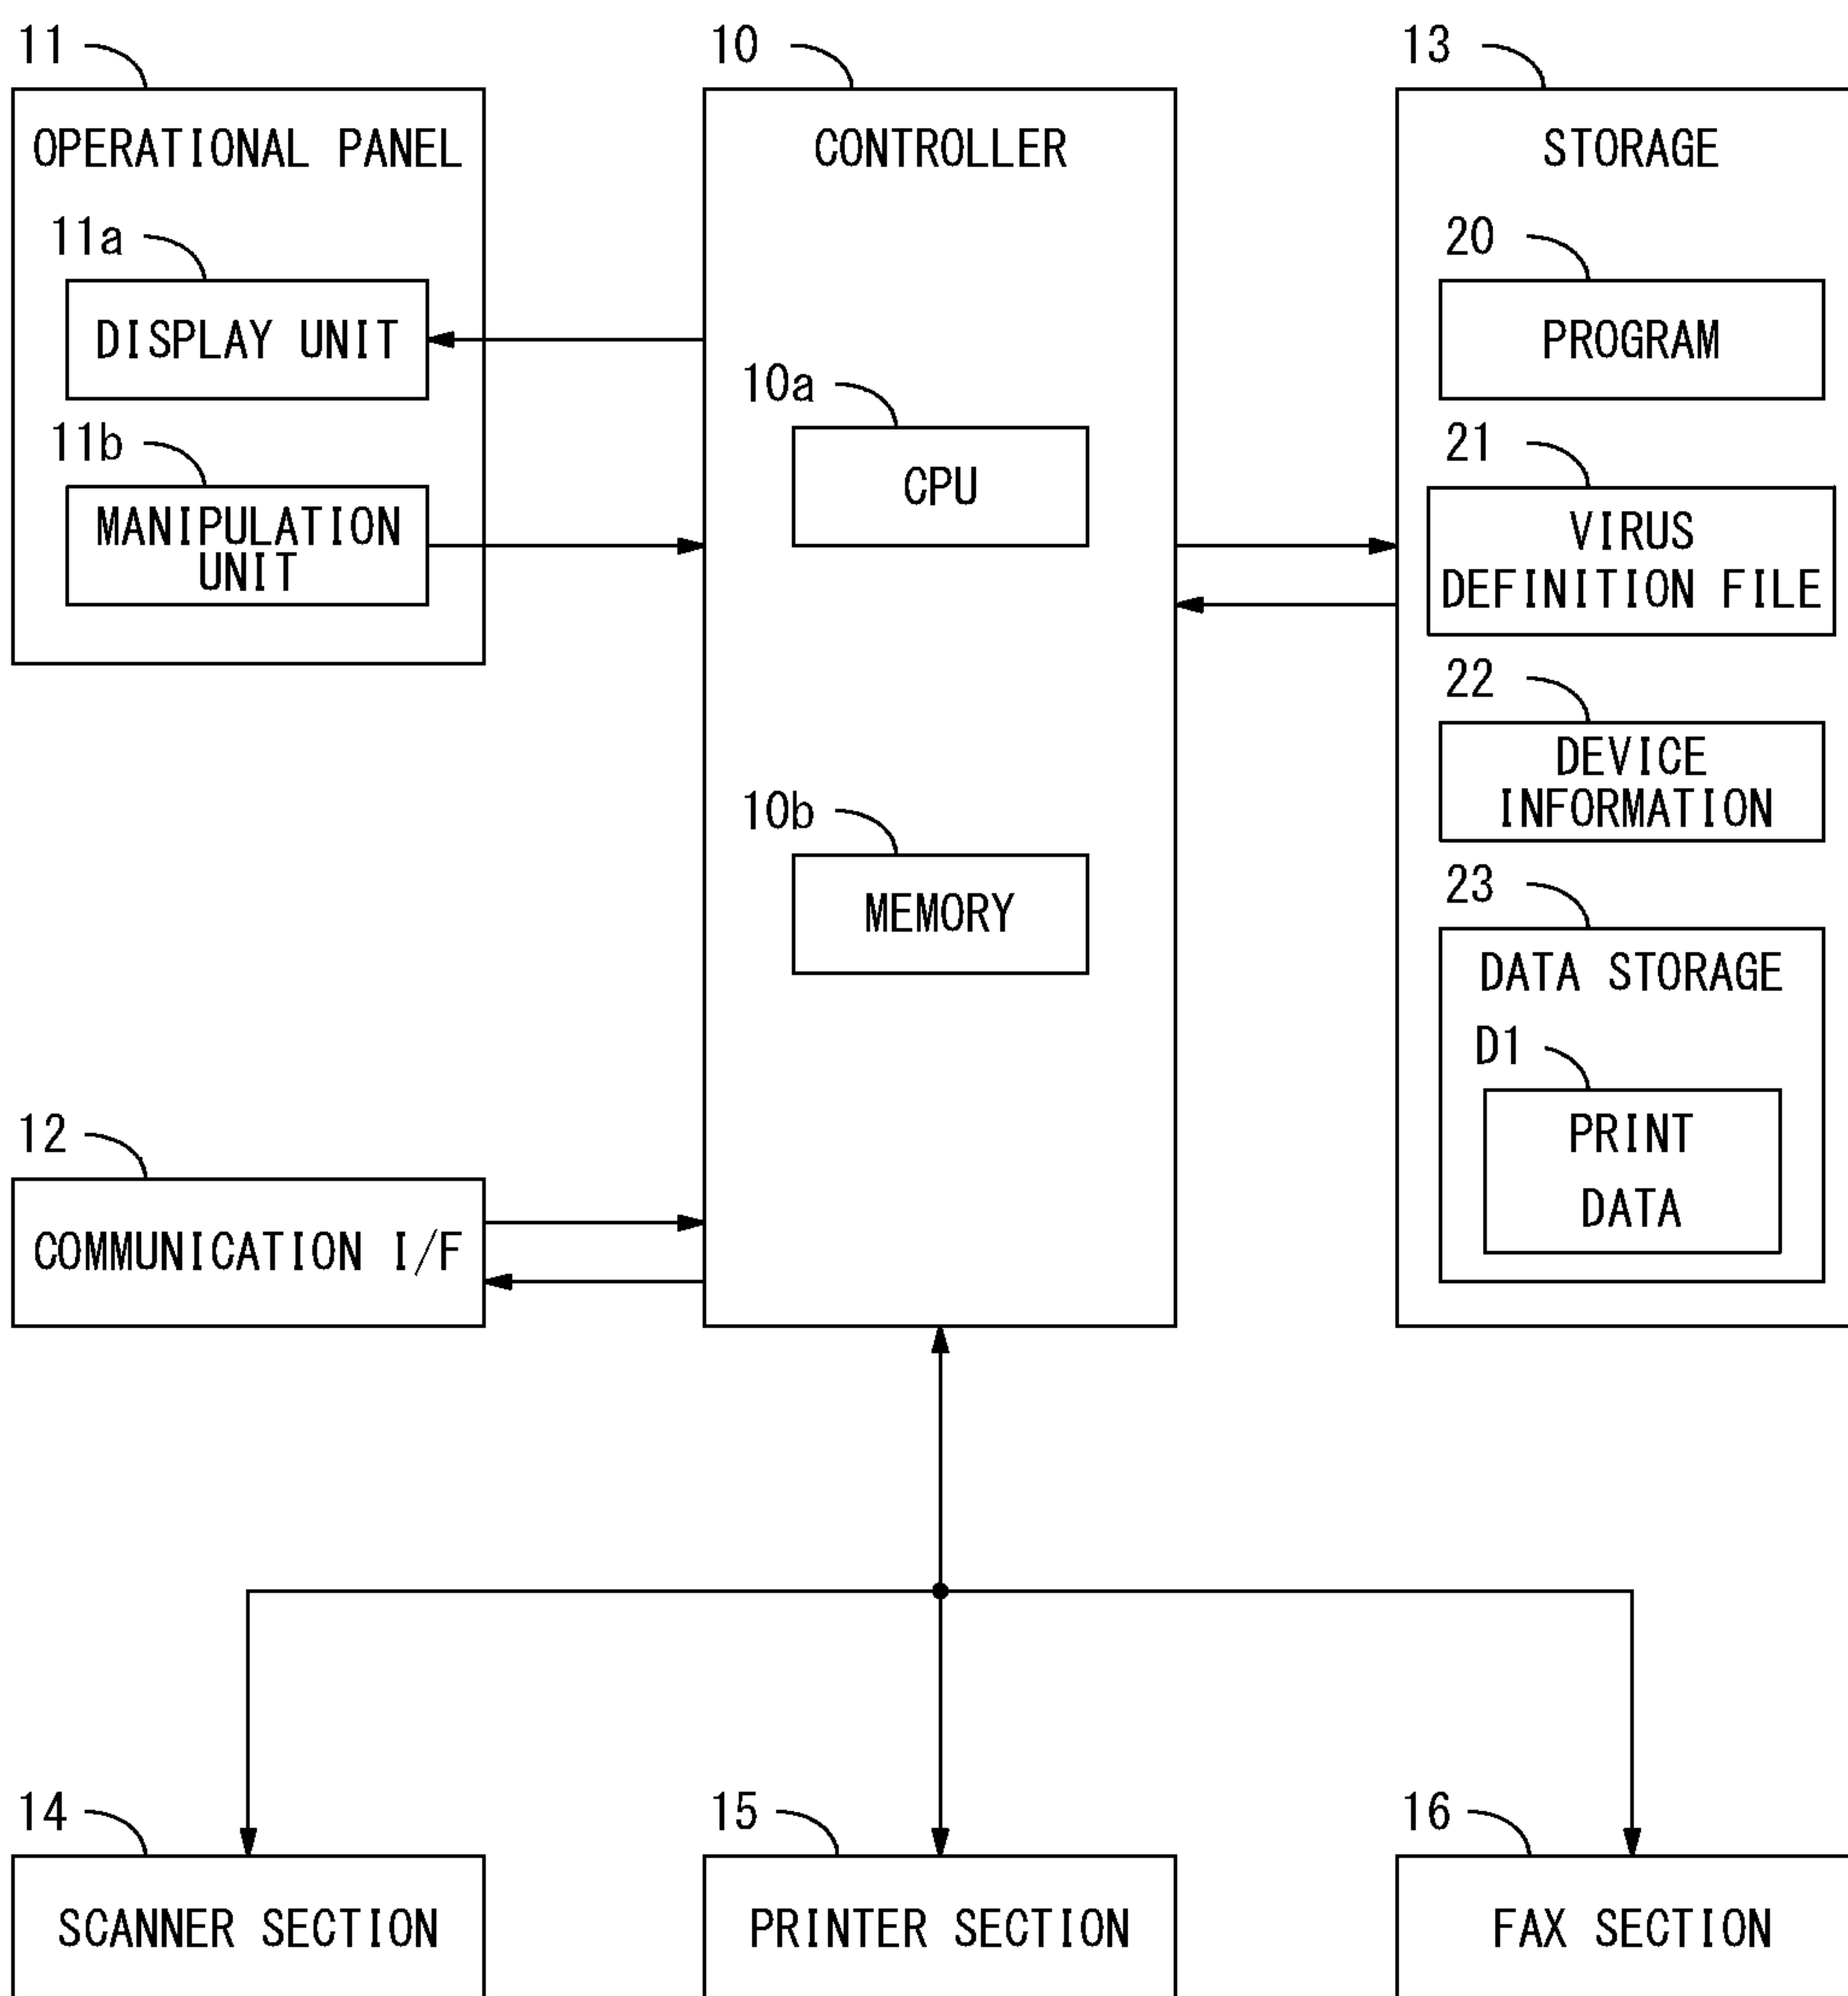 11
OPERATIONAL PANEL
11a
DISPLAY UNIT
11b
MANIPULATION
UNIT
12
COMMUNICATION I/F
10
CONTROLLER
10a
CPU
10b
MEMORY
13
STORAGE
20
PROGRAM
21
VIRUS
DEFINITION FILE
22
DEVICE
INFORMATION
23
DATA STORAGE
D1
PRINT
DATA
14
SCANNER SECTION
15
PRINTER SECTION
16
FAX SECTION